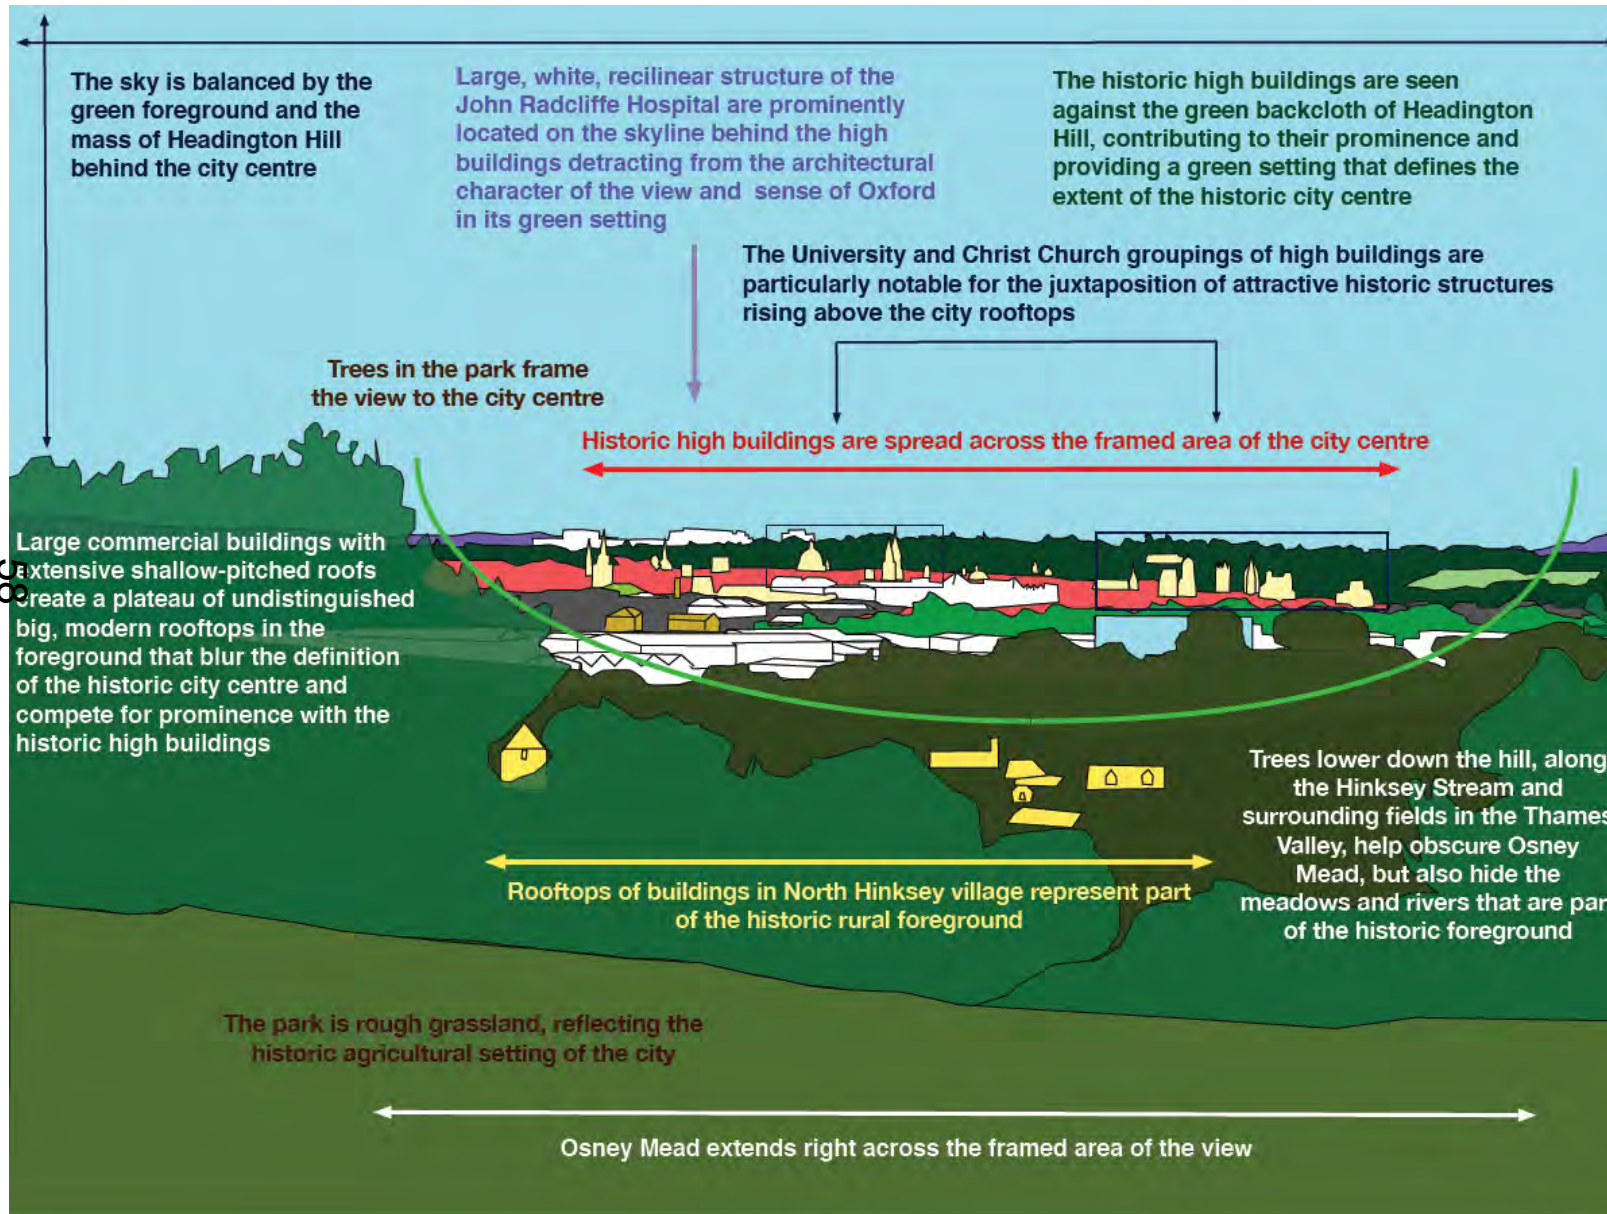 The sky is balanced by the
green foreground and the
mass of Headington Hill
behind the city centre
Large, white, recilinear structure of the
John Radcliffe Hospital are prominently
located on the skyline behind the high
buildings detracting from the architectural
character of the view and sense of Oxford
in its green setting
The historic high buildings are seen
against the green backcloth of Headington
Hill, contributing to their prominence and
providing a green setting that defines the
extent of the historic city centre
The University and Christ Church groupings of high buildings are
particularly notable for the juxtaposition of attractive historic structures
rising above the city rooftops
Trees in the park frame
the view to the city centre
Historic high buildings are spread across the framed area of the city centre
Large commercial buildings with
extensive shallow-pitched roofs
create a plateau of undistinguished
big, modern rooftops in the
foreground that blur the definition
of the historic city centre and
compete for prominence with the
historic high buildings
58
Trees lower down the hill, along
the Hinksey Stream and
surrounding fields in the Thames
Valley, help obscure Osney
Mead, but also hide the
meadows and rivers that are par
of the historic foreground
Rooftops of buildings in North Hinksey village represent part
of the historic rural foreground
The park is rough grassland, reflecting the
historic agricultural setting of the city
Osney Mead extends right across the framed area of the view